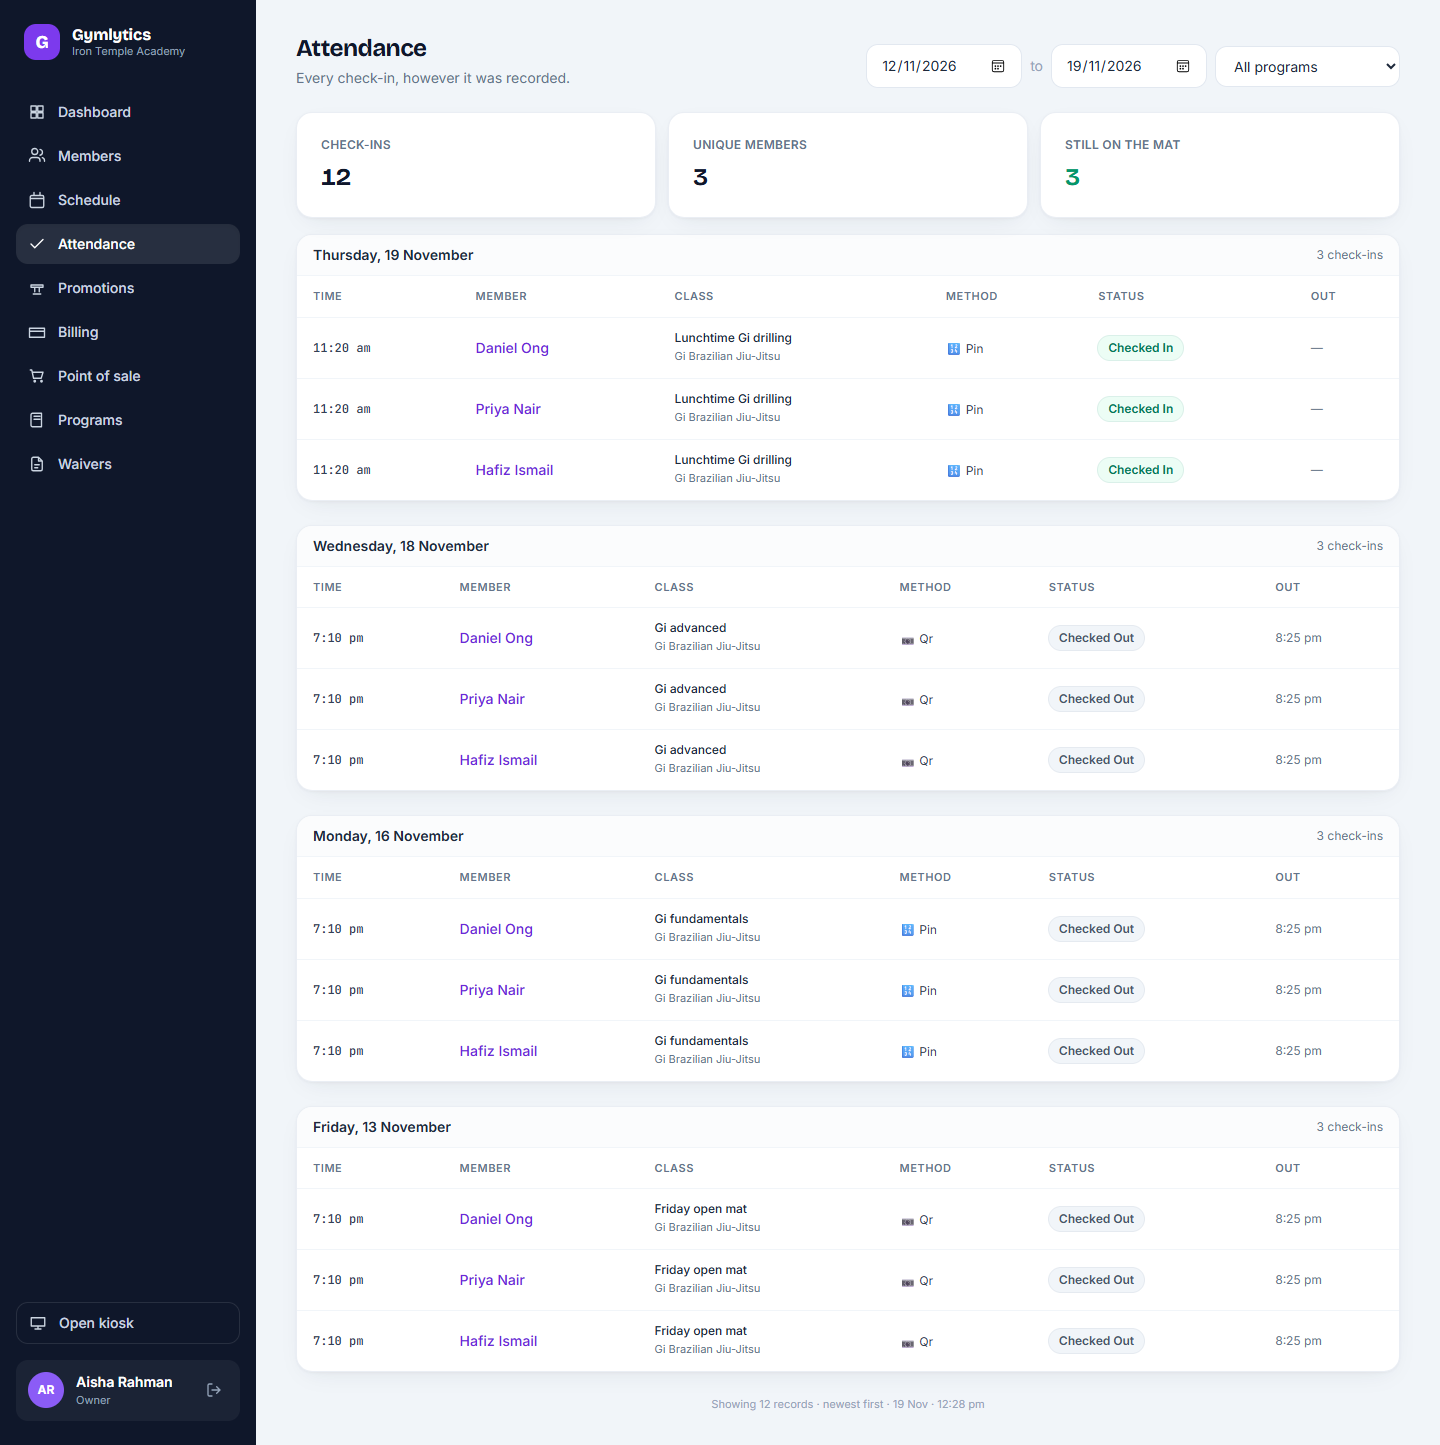 G
Gymlytics
Iron Temple Academy
Dashboard
Members
Schedule
Attendance
Promotions
Billing
Point of sale
Programs
Waivers
Open kiosk
AR
Aisha Rahman
Owner
Attendance
Every check-in, however it was recorded.
12/11/2026 to 19/11/2026 All programs
CHECK-INS
12
UNIQUE MEMBERS
3
STILL ON THE MAT
3
Thursday, 19 November 3 check-ins
TIME MEMBER CLASS METHOD STATUS OUT
11:20 am Daniel Ong Lunchtime Gi drilling Pin Checked In —
Gi Brazilian Jiu-Jitsu
11:20 am Priya Nair Lunchtime Gi drilling Pin Checked In —
Gi Brazilian Jiu-Jitsu
11:20 am Hafiz Ismail Lunchtime Gi drilling Pin Checked In —
Gi Brazilian Jiu-Jitsu
Wednesday, 18 November 3 check-ins
TIME MEMBER CLASS METHOD STATUS OUT
7:10 pm Daniel Ong Gi advanced Qr Checked Out 8:25 pm
Gi Brazilian Jiu-Jitsu
7:10 pm Priya Nair Gi advanced Qr Checked Out 8:25 pm
Gi Brazilian Jiu-Jitsu
7:10 pm Hafiz Ismail Gi advanced Qr Checked Out 8:25 pm
Gi Brazilian Jiu-Jitsu
Monday, 16 November 3 check-ins
TIME MEMBER CLASS METHOD STATUS OUT
7:10 pm Daniel Ong Gi fundamentals Pin Checked Out 8:25 pm
Gi Brazilian Jiu-Jitsu
7:10 pm Priya Nair Gi fundamentals Pin Checked Out 8:25 pm
Gi Brazilian Jiu-Jitsu
7:10 pm Hafiz Ismail Gi fundamentals Pin Checked Out 8:25 pm
Gi Brazilian Jiu-Jitsu
Friday, 13 November 3 check-ins
TIME MEMBER CLASS METHOD STATUS OUT
7:10 pm Daniel Ong Friday open mat Qr Checked Out 8:25 pm
Gi Brazilian Jiu-Jitsu
7:10 pm Priya Nair Friday open mat Qr Checked Out 8:25 pm
Gi Brazilian Jiu-Jitsu
7:10 pm Hafiz Ismail Friday open mat Qr Checked Out 8:25 pm
Gi Brazilian Jiu-Jitsu
Showing 12 records · newest first · 19 Nov · 12:28 pm